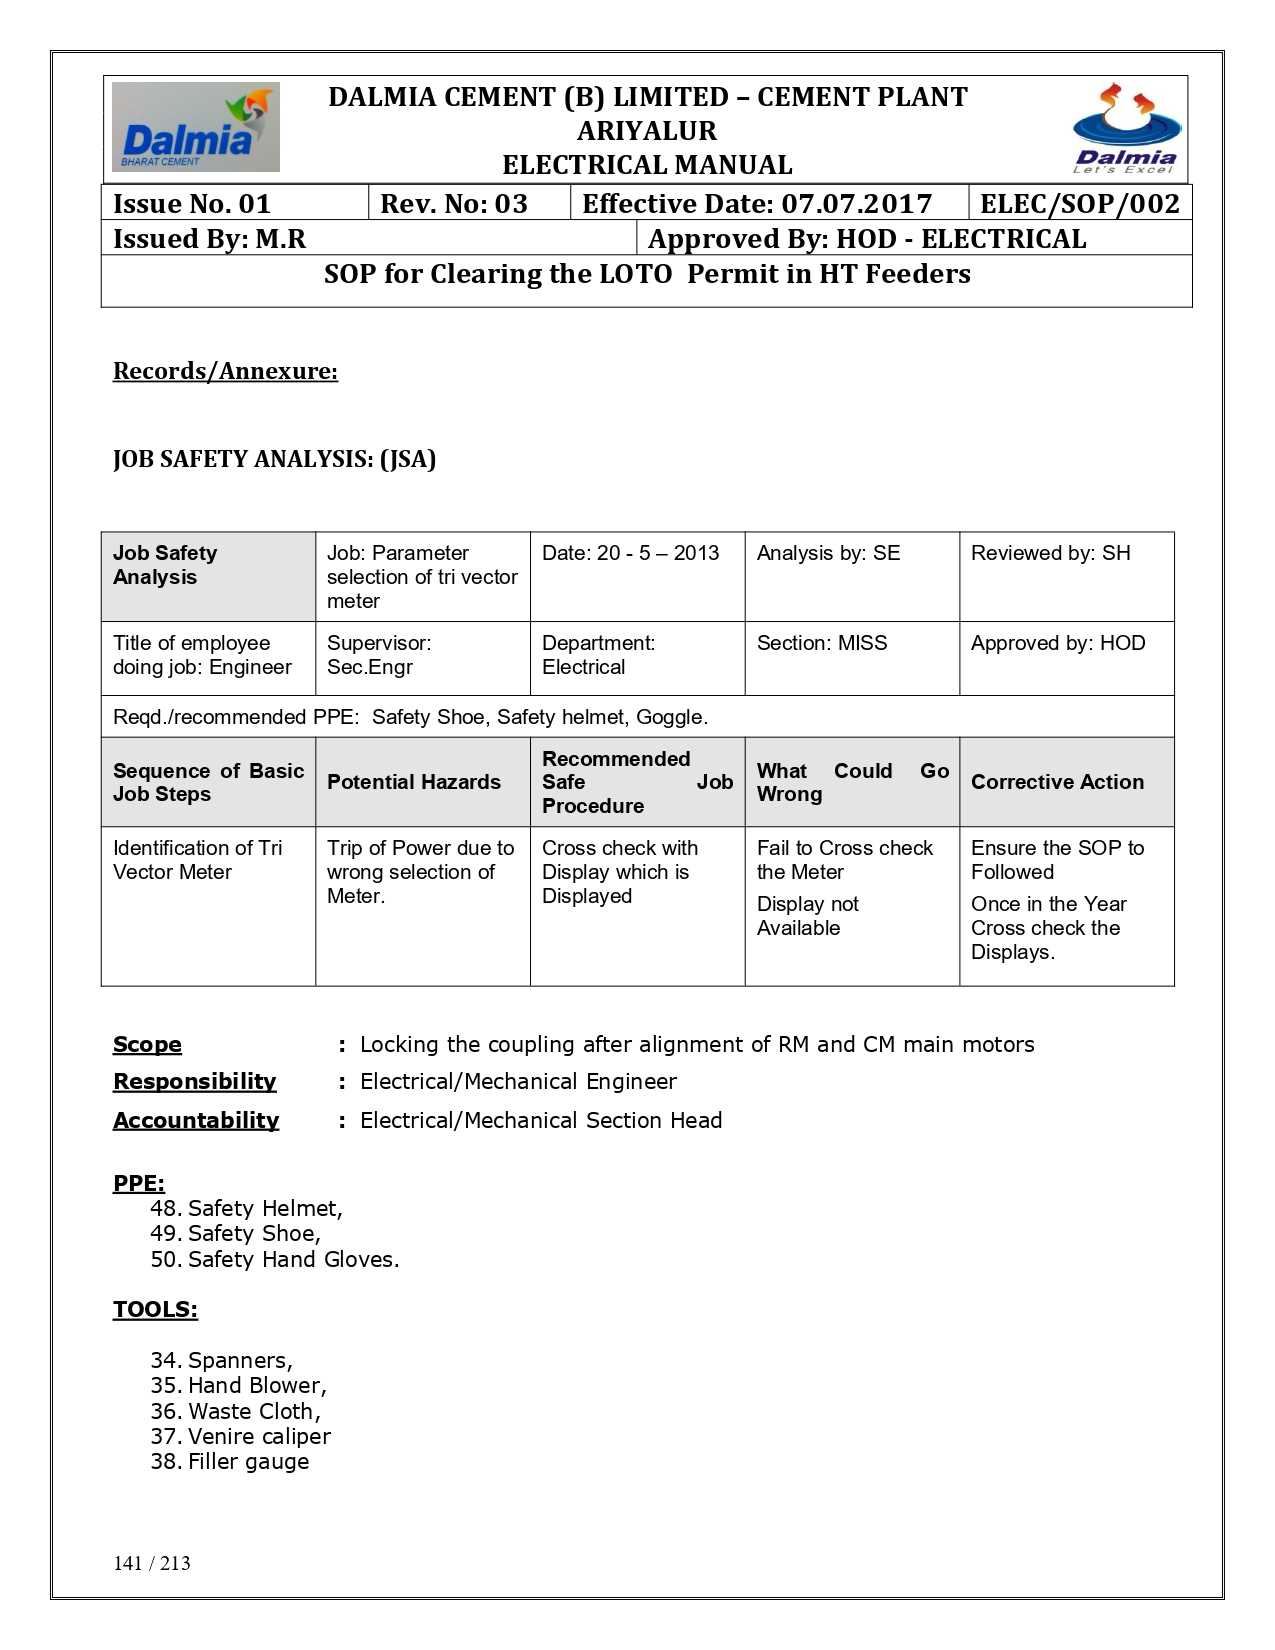 Dalmia
BHARAT CEMENT
DALMIA CEMENT (B) LIMITED – CEMENT PLANT
ARIYALUR
ELECTRICAL MANUAL
Dalmia
Let's Excel
Issue No. 01 Rev. No: 03 Effective Date: 07.07.2017 ELEC/SOP/002
Issued By: M.R Approved By: HOD - ELECTRICAL
SOP for Clearing the LOTO  Permit in HT Feeders
Records/Annexure:
JOB SAFETY ANALYSIS: (JSA)
Job Safety
Analysis
Job: Parameter
selection of tri vector
meter
Date: 20 - 5 – 2013
Analysis by: SE
Reviewed by: SH
Title of employee
doing job: Engineer
Supervisor:
Sec.Engr
Department:
Electrical
Section: MISS
Approved by: HOD
Reqd./recommended PPE:  Safety Shoe, Safety helmet, Goggle.
Sequence of Basic
Job Steps
Potential Hazards
Recommended
Safe Job
Procedure
What Could Go
Wrong
Corrective Action
Identification of Tri
Vector Meter
Trip of Power due to
wrong selection of
Meter.
Cross check with
Display which is
Displayed
Fail to Cross check
the Meter
Display not
Available
Ensure the SOP to
Followed
Once in the Year
Cross check the
Displays.
Scope : Locking the coupling after alignment of RM and CM main motors
Responsibility : Electrical/Mechanical Engineer
Accountability : Electrical/Mechanical Section Head
PPE:
48. Safety Helmet,
49. Safety Shoe,
50. Safety Hand Gloves.
TOOLS:
34. Spanners,
35. Hand Blower,
36. Waste Cloth,
37. Venire caliper
38. Filler gauge
141 / 213